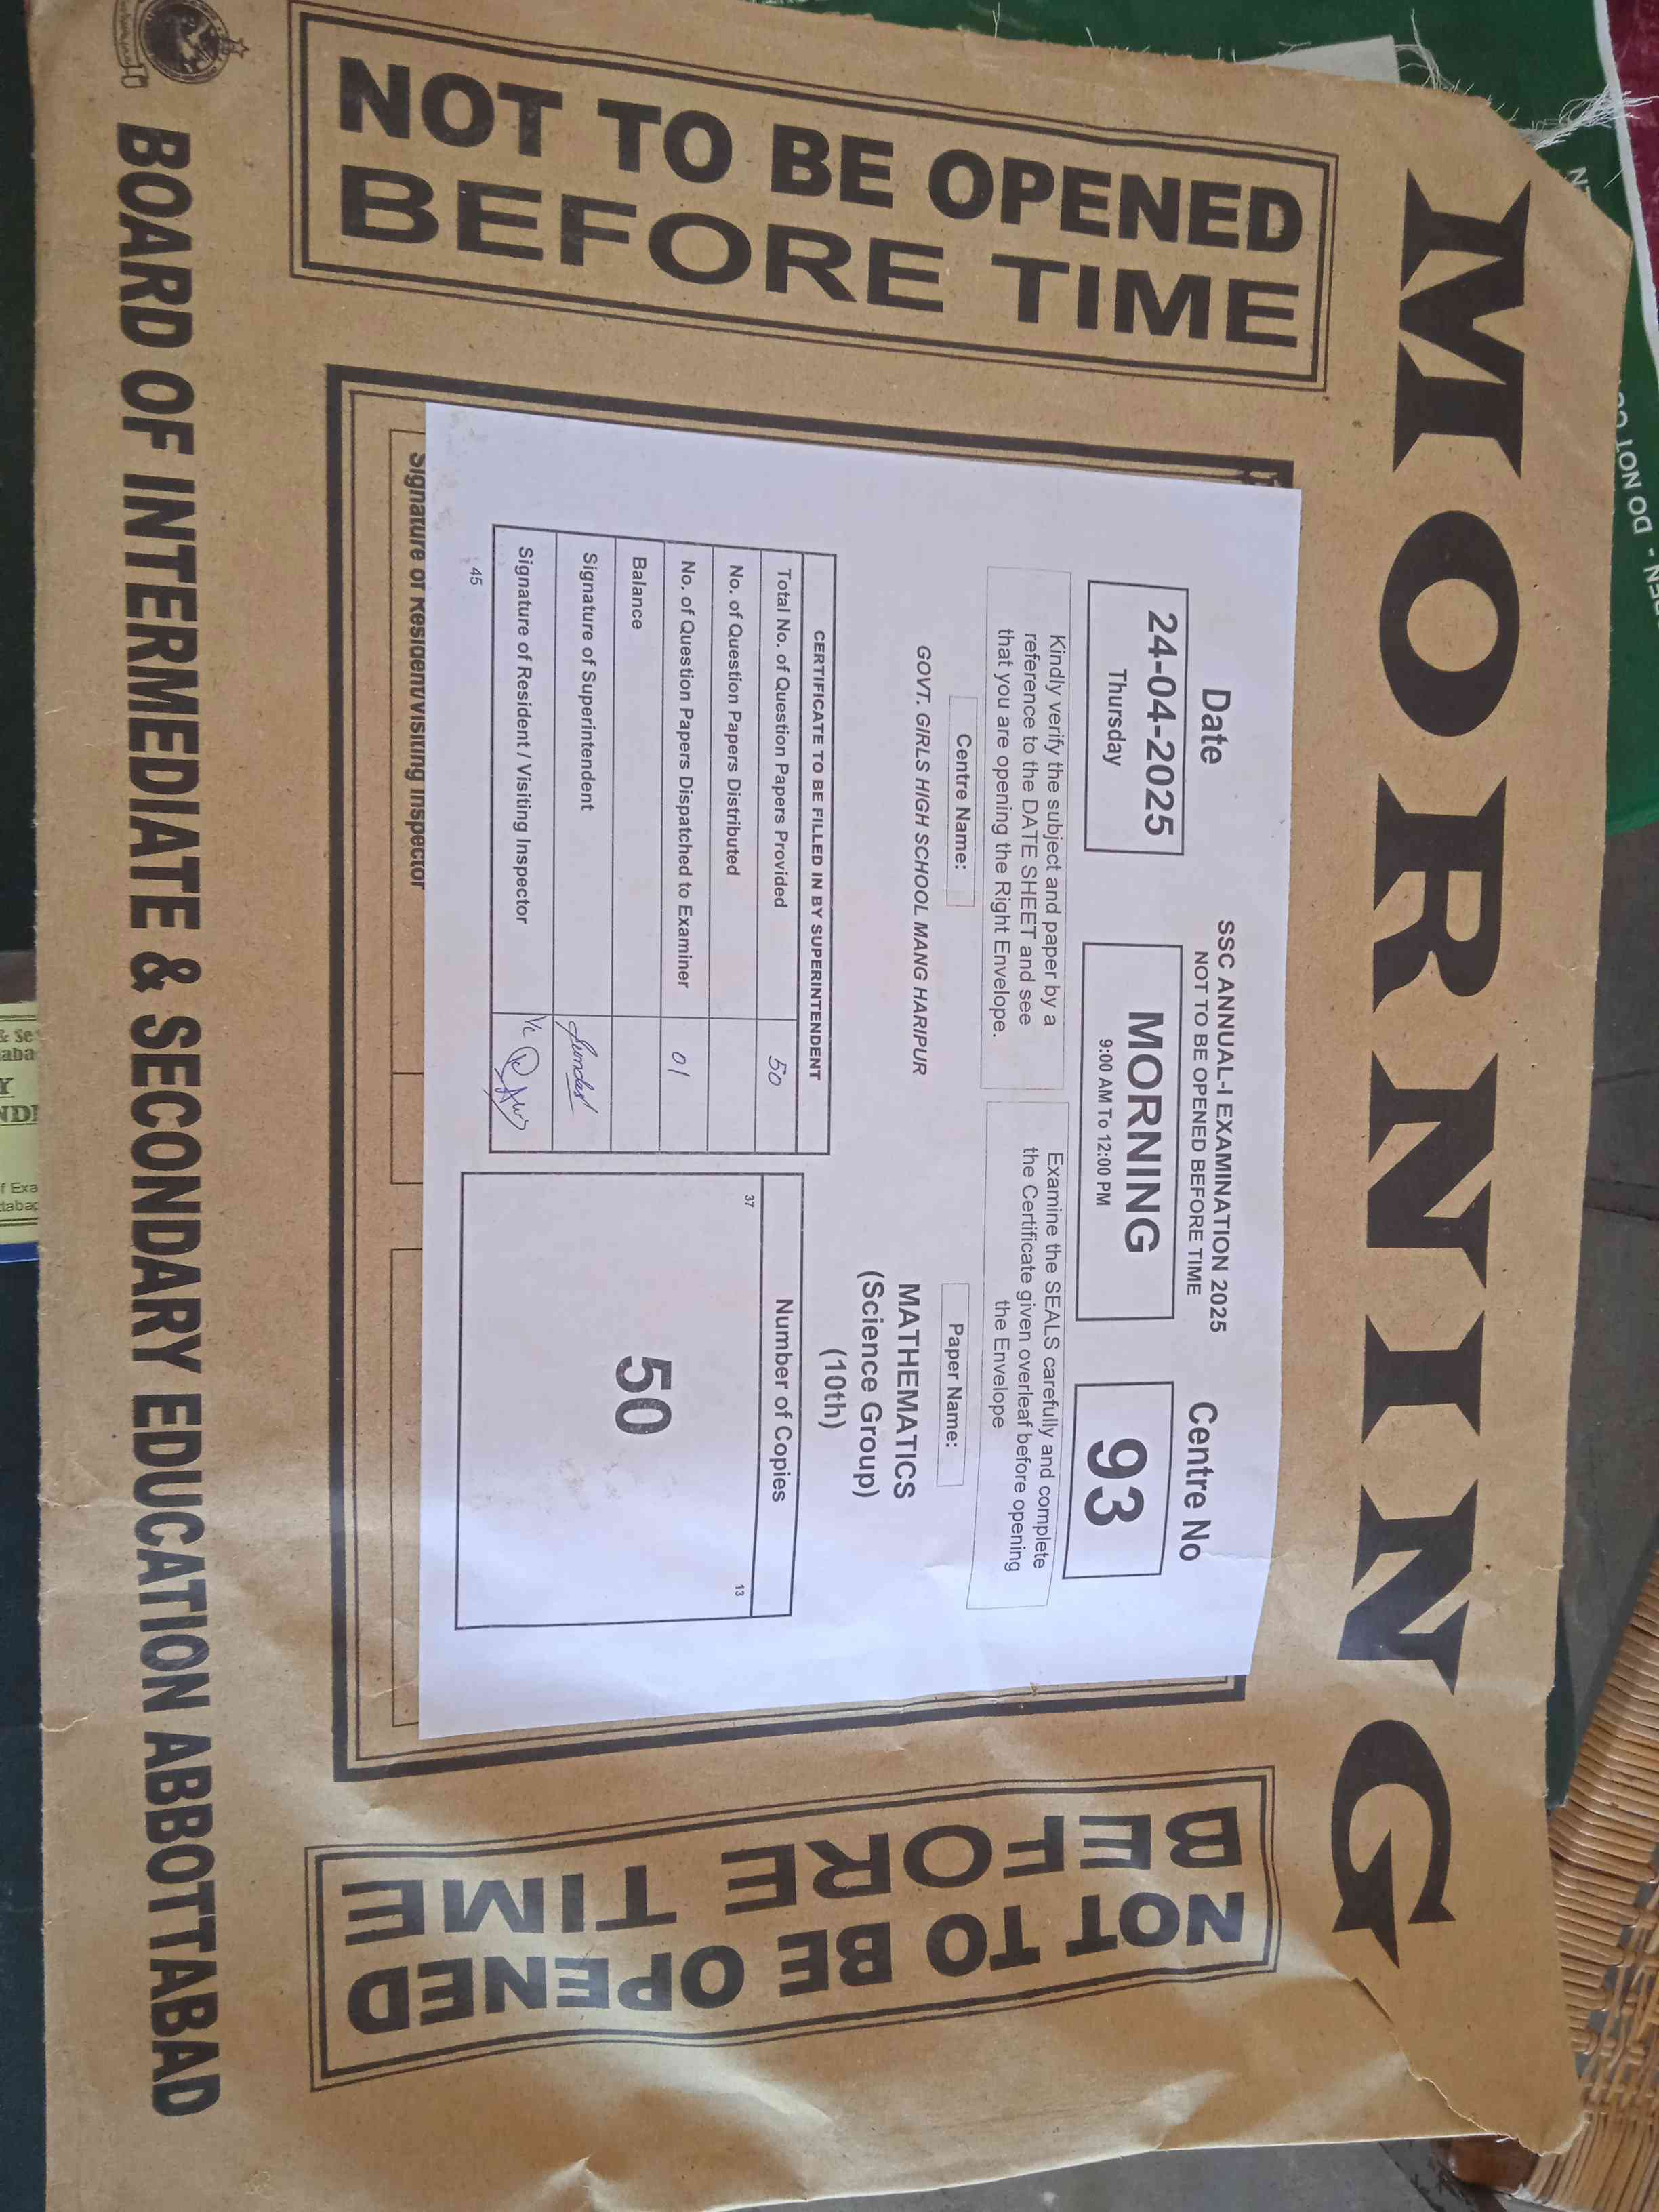 MORNING
NOT TO BE OPENED
BEFORE TIME
SSC ANNUAL-I EXAMINATION 2025
NOT TO BE OPENED BEFORE TIME
Date
24-04-2025
Thursday
MORNING
9:00 AM To 12:00 PM
Centre No
93
Kindly verify the subject and paper by a
reference to the DATE SHEET and see
that you are opening the Right Envelope.
Examine the SEALS carefully and complete
the Certificate given overleaf before opening
the Envelope
Centre Name:
GOVT. GIRLS HIGH SCHOOL MANG HARIPUR
Paper Name:
MATHEMATICS
(Science Group)
(10th)
CERTIFICATE TO BE FILLED IN BY SUPERINTENDENT
Total No. of Question Papers Provided 50
No. of Question Papers Distributed
No. of Question Papers Dispatched to Examiner 01
Balance
Signature of Superintendent
Signature of Resident / Visiting Inspector
45
Number of Copies
37
13
50
Signature of Resident/Visiting Inspector
NOT TO BE OPENED
BEFORE TIME
BOARD OF INTERMEDIATE & SECONDARY EDUCATION ABBOTTABAD
DO NOT